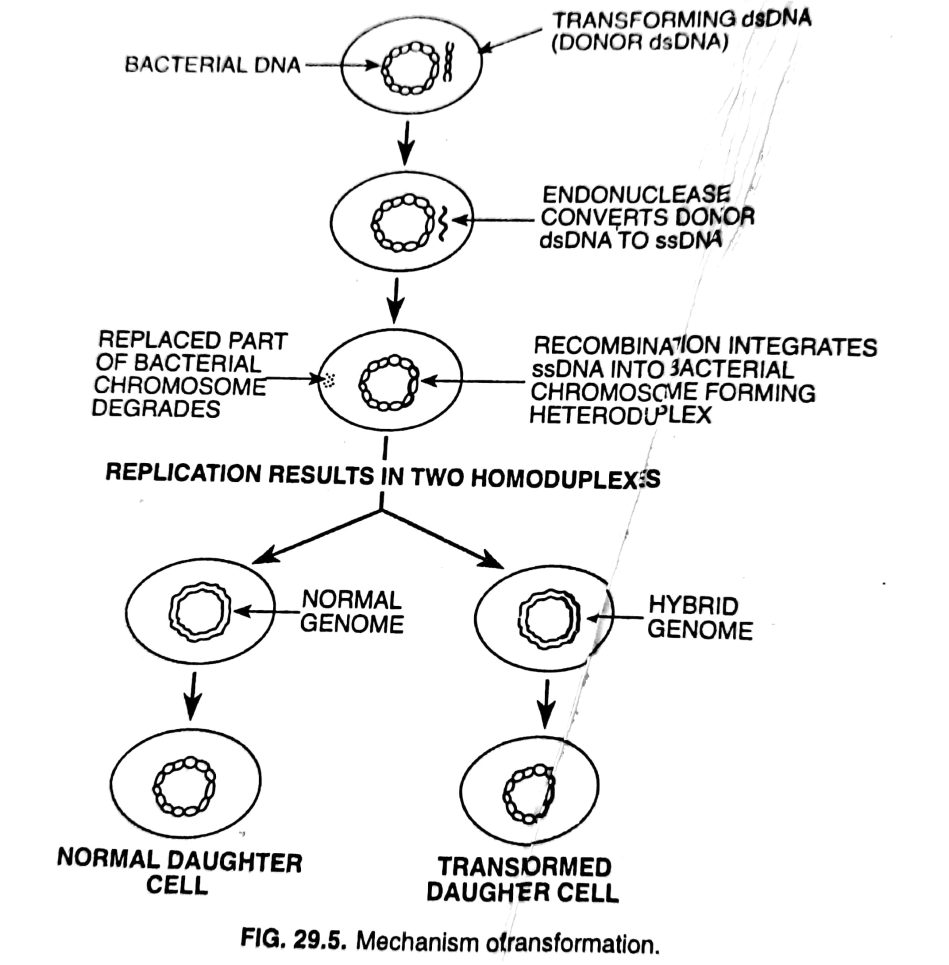 TRANSFORMING dsDNA
(DONOR dsDNA)
BACTERIAL DNA
ENDONUCLEASE
CONVERTS DONOR
dsDNA TO ssDNA
REPLACED PART
OF BACTERIAL
CHROMOSOME
DEGRADES
RECOMBINATION INTEGRATES
ssDNA INTO BACTERIAL
CHROMOSOME FORMING
HETERODUPLEX
REPLICATION RESULTS IN TWO HOMODUPLEXES
NORMAL
GENOME
HYBRID
GENOME
NORMAL DAUGHTER
CELL
TRANSFORMED
DAUGHER CELL
FIG. 29.5. Mechanism of transformation.